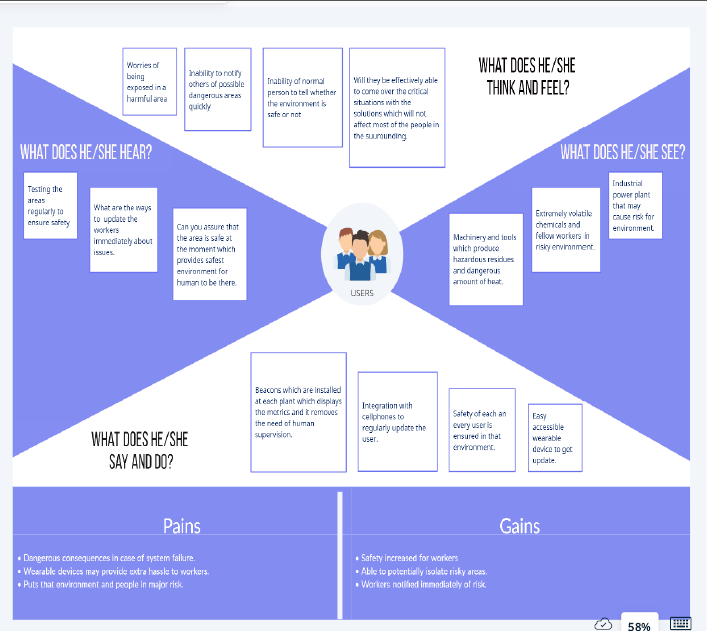 Worries of
being
exposed in a
harmful area
Inability to notify
others of possible
dangerous areas
quickly
Inability of normal
person to tell whether
the environment is
safe or not
Will they be effectively able
to come over the critical
situations with the
solutions which will not
affect most of the people in
the suurounding.
WHAT DOES HE/SHE
THINK AND FEEL?
WHAT DOES HE/SHE HEAR?
Testing the
areas
regularly to
ensure safety
What are the ways
to update the
workers
immediately about
issues.
Can you assure that
the area is safe at
the moment which
provides safest
environment for
human to be there.
USERS
WHAT DOES HE/SHE SEE?
Machinery and tools
which produce
hazardous residues
and dangerous
amount of heat.
Extremely volatile
chemicals and
fellow workers in
risky environment.
Industrial
power plant
that may
cause risk for
environment.
WHAT DOES HE/SHE
SAY AND DO?
Beacons which are installed
at each plant which displays
the metrics and it removes
the need of human
supervision.
Integration with
cellphones to
regularly update the
user.
Safety of each an
every user is
ensured in that
environment.
Easy
accessible
wearable
device to get
update.
Pains
• Dangerous consequences in case of system failure.
• Wearable devices may provide extra hassle to workers.
• Puts that environment and people in major risk.
Gains
• Safety increased for workers
• Able to potentially isolate risky areas.
• Workers notified immediately of risk.
58%